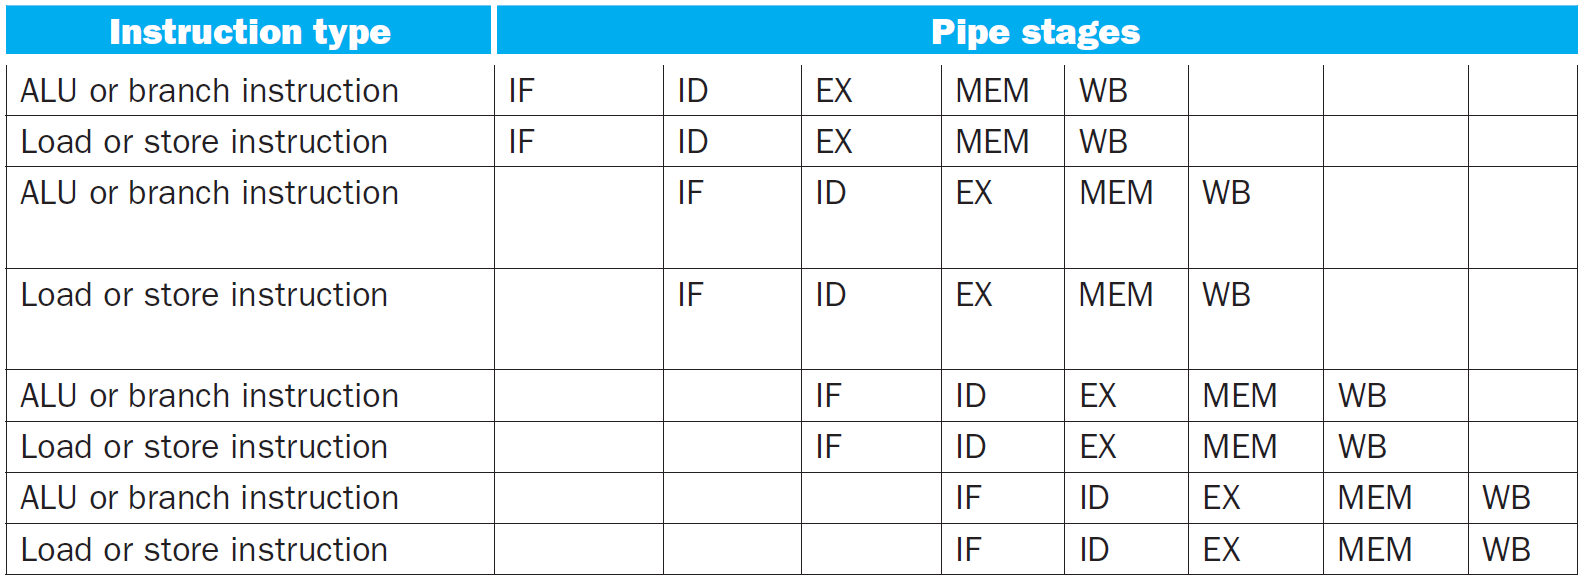 Instruction type Pipe stages
ALU or branch instruction IF ID EX MEM WB
Load or store instruction IF ID EX MEM WB
ALU or branch instruction IF ID EX MEM WB
Load or store instruction IF ID EX MEM WB
ALU or branch instruction IF ID EX MEM WB
Load or store instruction IF ID EX MEM WB
ALU or branch instruction IF ID EX MEM WB
Load or store instruction IF ID EX MEM WB